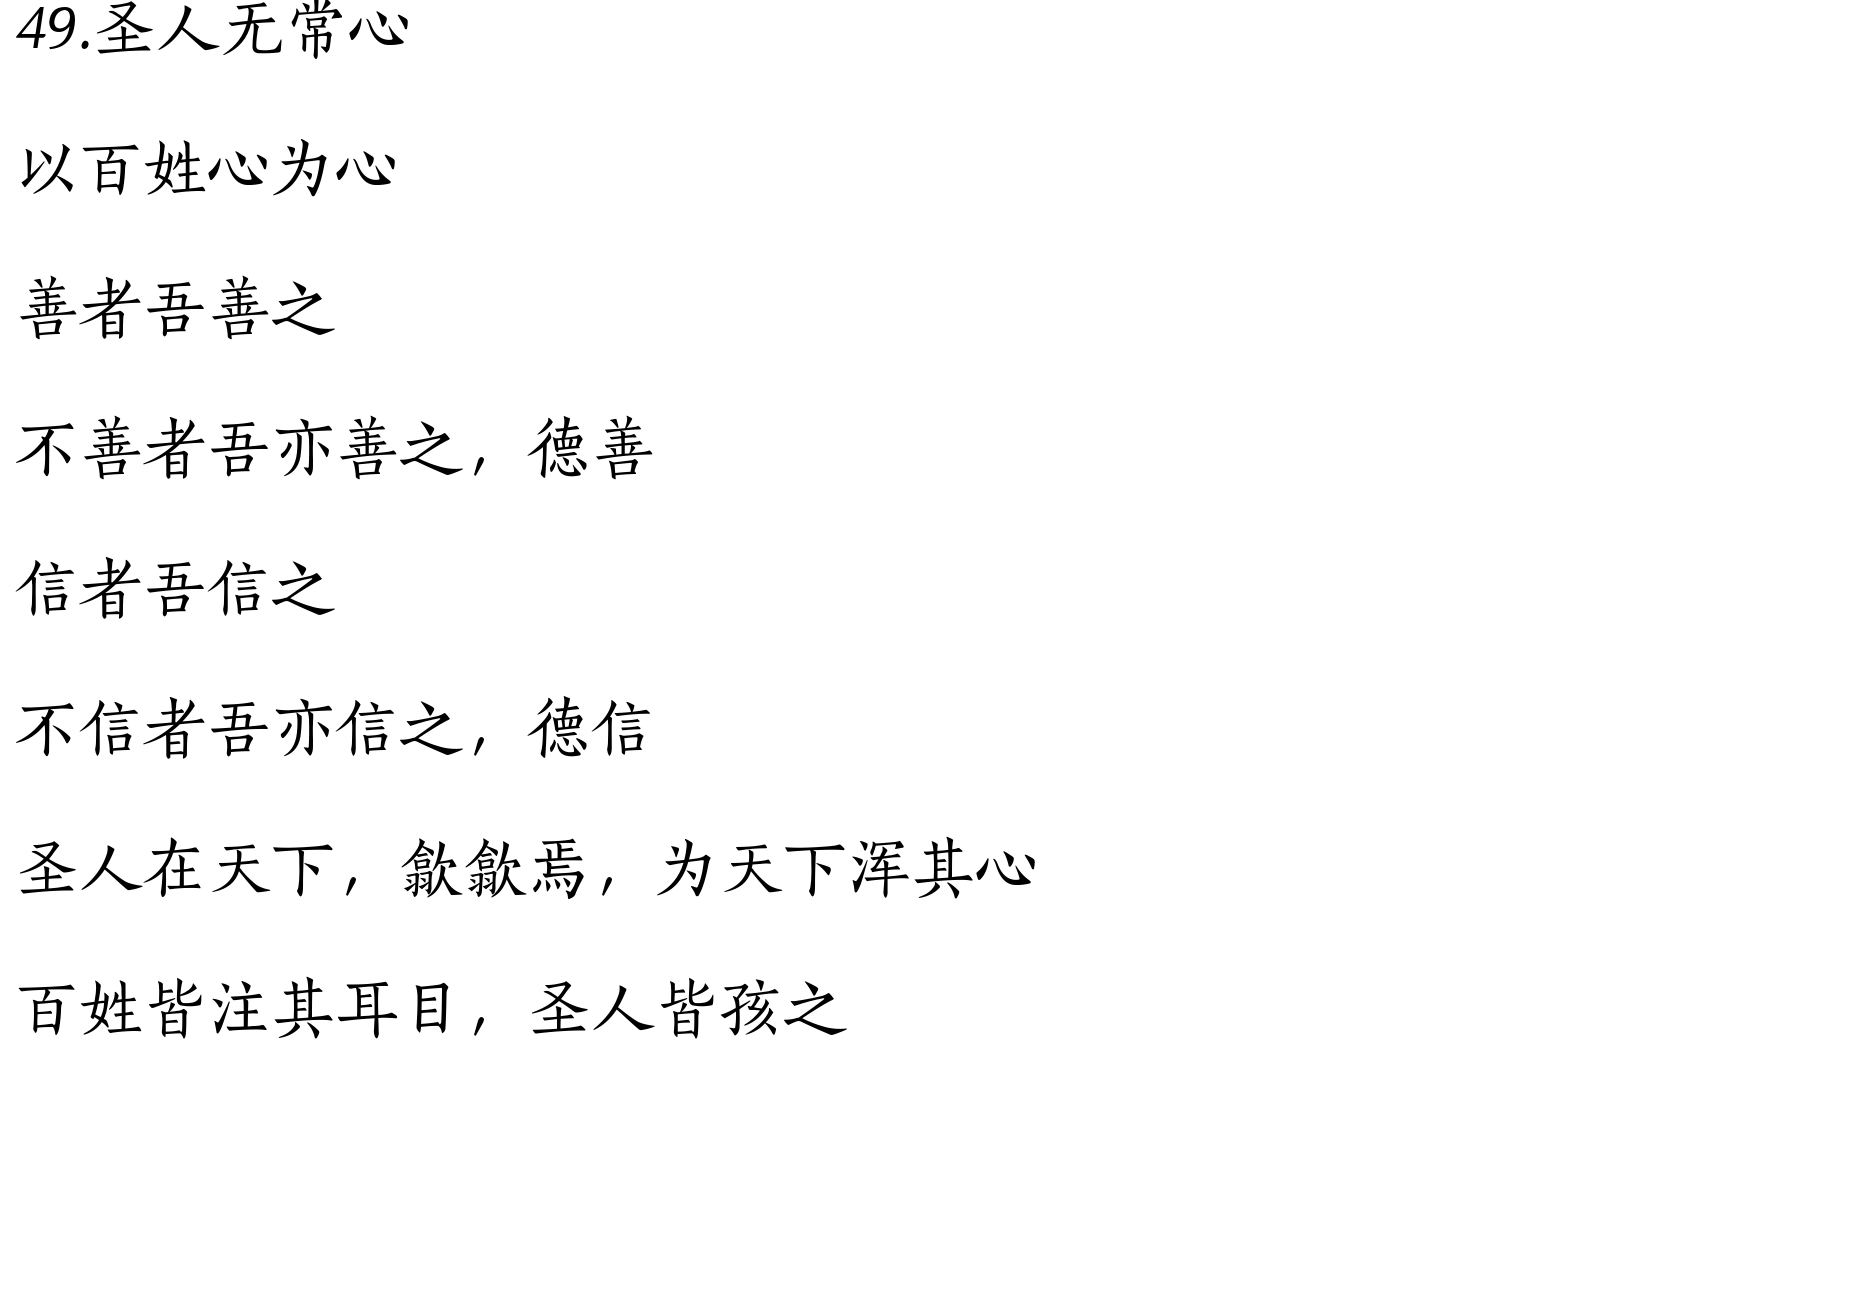 49.圣人无常心
以百姓心为心
善者吾善之
不善者吾亦善之，德善
信者吾信之
不信者吾亦信之，德信
圣人在天下，歙歙焉，为天下浑其心
百姓皆注其耳目，圣人皆孩之